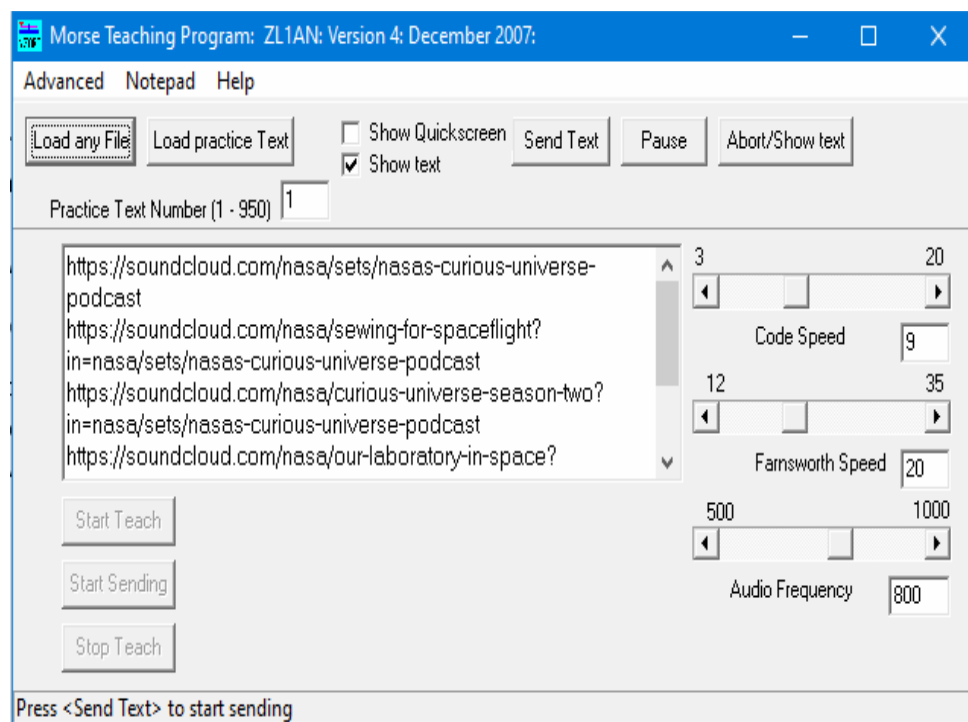 Morse Teaching Program: ZL1AN: Version 4: December 2007:
Advanced Notepad Help
Load any File Load practice Text Show Quickscreen Send Text Pause Abort/Show text
Show text
Practice Text Number (1 - 950) 1
https://soundcloud.com/nasa/sets/nasas-curious-universe-
podcast
https://soundcloud.com/nasa/sewing-for-spaceflight?
in=nasa/sets/nasas-curious-universe-podcast
https://soundcloud.com/nasa/curious-universe-season-two?
in=nasa/sets/nasas-curious-universe-podcast
https://soundcloud.com/nasa/our-laboratory-in-space?
3 20
Code Speed 9
12 35
Farnsworth Speed 20
500 1000
Audio Frequency 800
Start Teach
Start Sending
Stop Teach
Press <Send Text> to start sending